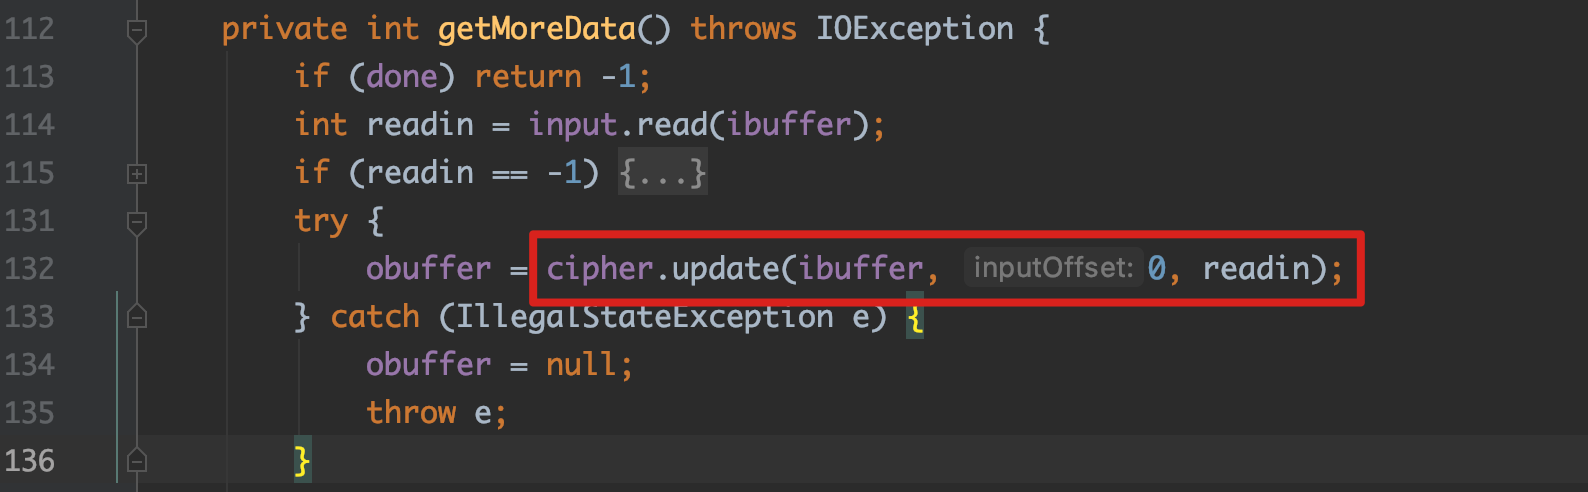 112 private int getMoreData() throws IOException {
113 if (done) return -1;
114 int readin = input.read(ibuffer);
115 if (readin == -1) {...}
131 try {
132 obuffer = cipher.update(ibuffer, inputOffset: 0, readin);
133 } catch (IllegalStateException e) {
134 obuffer = null;
135 throw e;
136 }